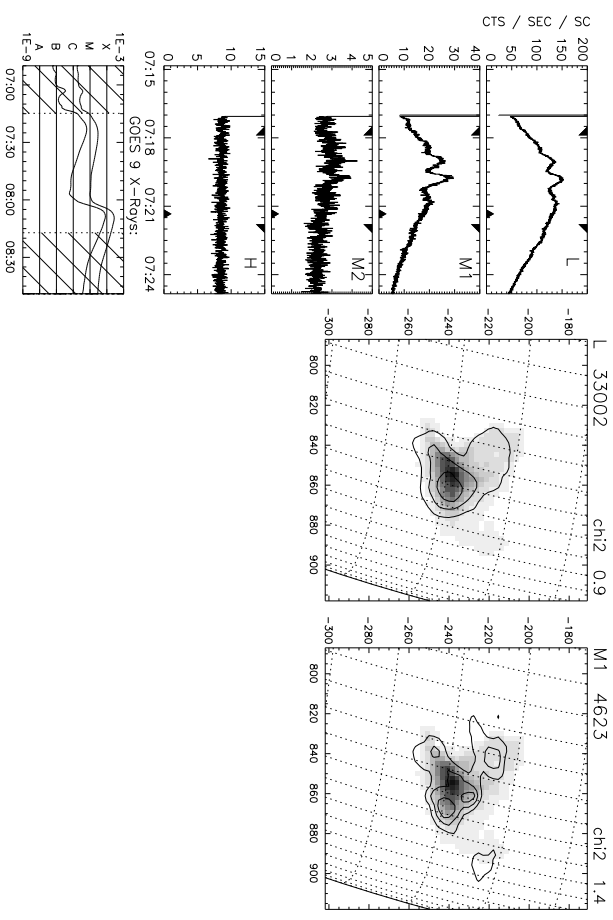 CTS / SEC / SC
200
150
100
50
0
L
40
30
20
10
0
M1
5
4
3
2
1
0
M2
15
10
5
0
H
07:15 07:18 07:21 07:24
GOES 9 X-Rays:
1E-3
X
M
C
B
A
1E-9
07:00 07:30 08:00 08:30
L 33002 chi2 0.9
-180
-200
-220
-240
-260
-280
-300
800 820 840 860 880 900
M1 4623 chi2 1.4
-180
-200
-220
-240
-260
-280
-300
800 820 840 860 880 900